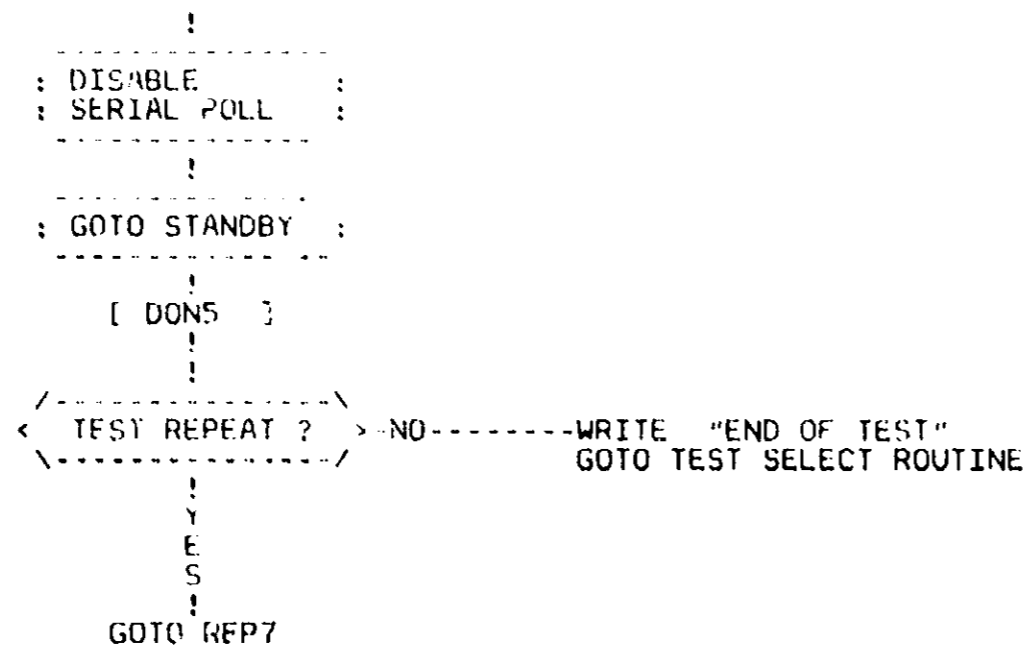 !
- - - - - - - - - - - - - - - -
: DISABLE :
: SERIAL POLL :
- - - - - - - - - - - - - - -
!
- - - - - - - - - - - - - - -
: GOTO STANDBY :
- - - - - - - - - - - - - - -
!
[ DON5 ]
!
!
/- - - - - - - - - - - - - - - -\
< TEST REPEAT ? > --NO--------WRITE "END OF TEST"
\- - - - - - - - - - - - - - - -/ GOTO TEST SELECT ROUTINE
!
Y
E
S
!
GOTO REP7